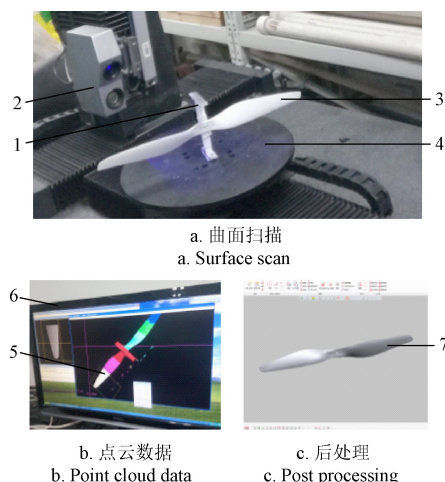 2
1
3
4
a. 曲面扫描
a. Surface scan
6
5
7
b. 点云数据
b. Point cloud data
c. 后处理
c. Post processing